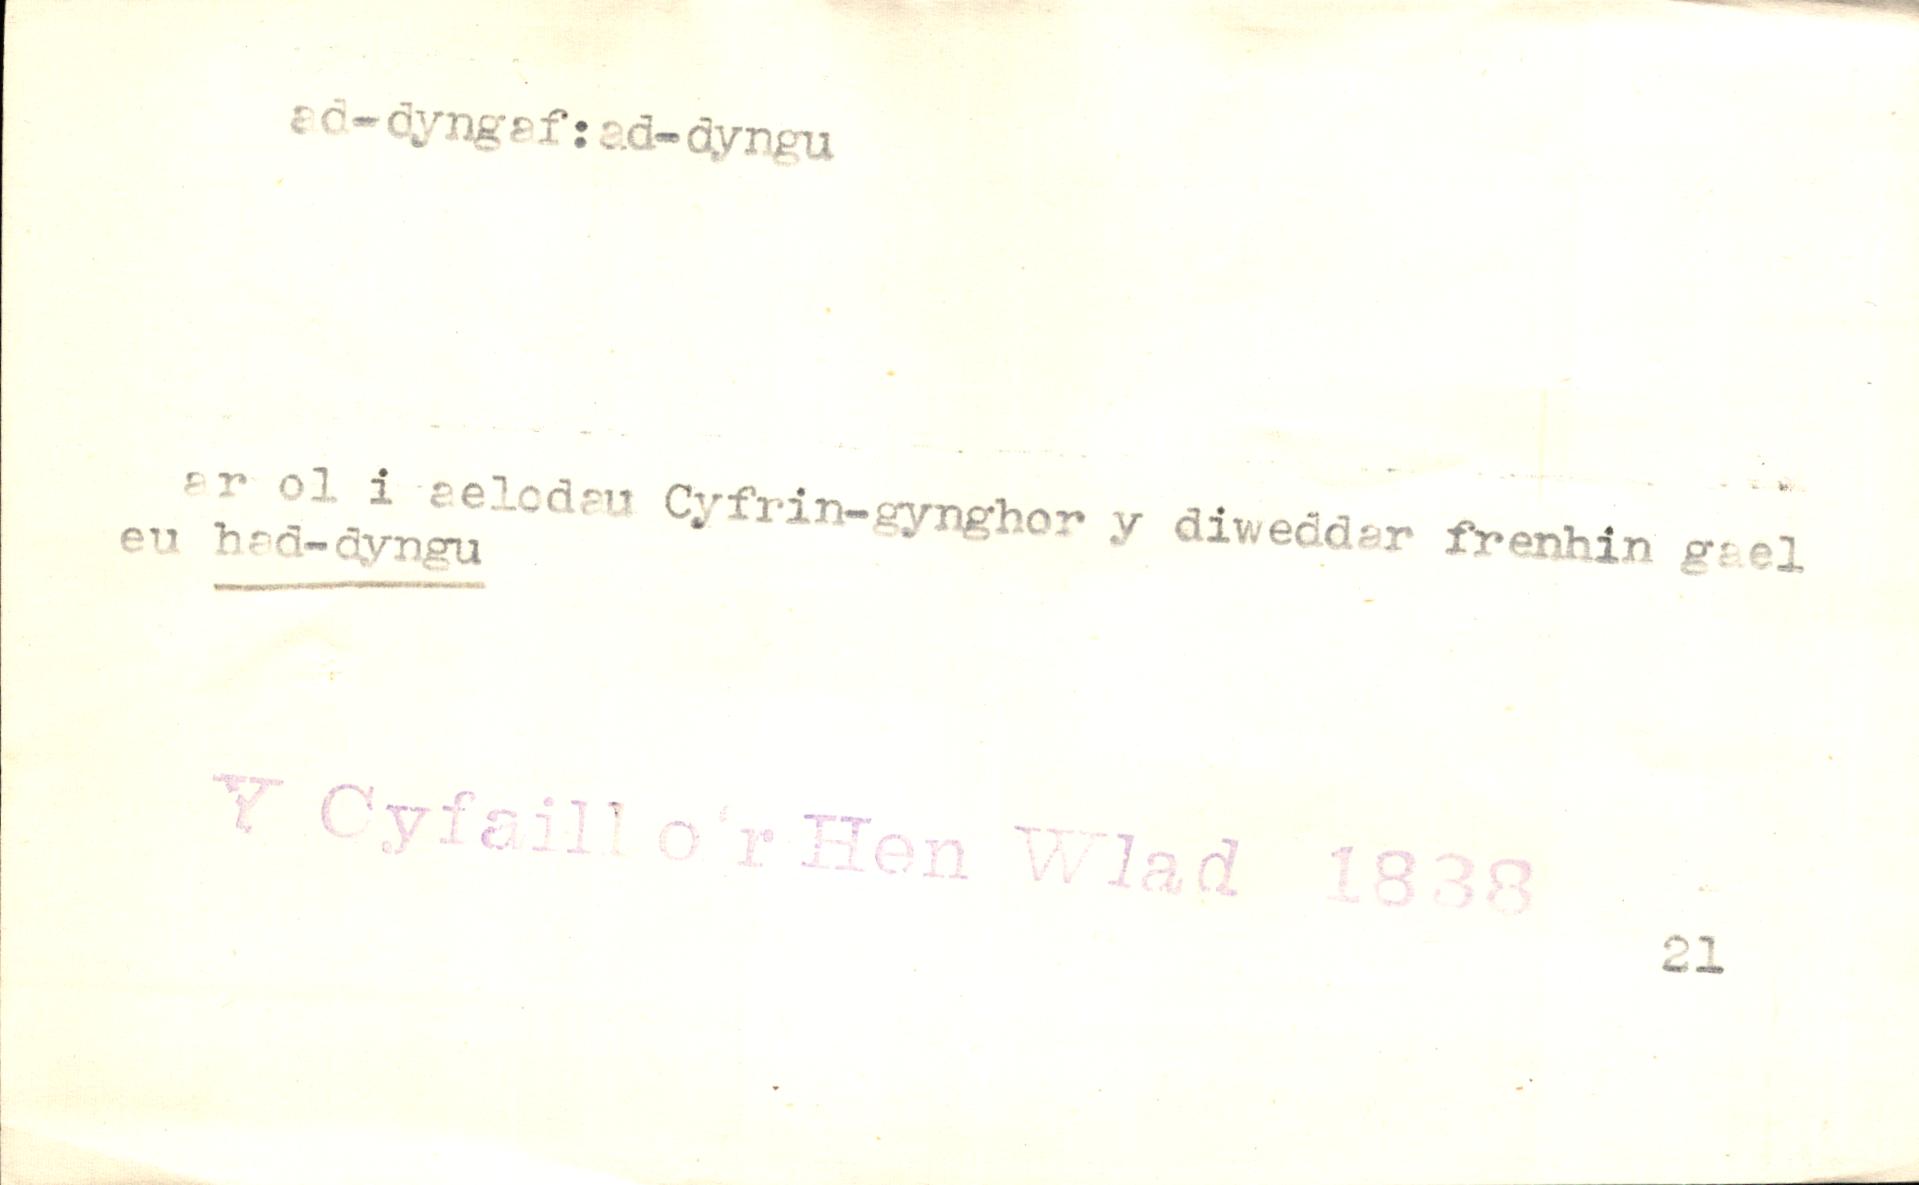 ad-dyngaf:ad-dyngu
ar ol i aelodau Cyfrin-gynghor y diweddar frenhin gael
eu had-dyngu
Y Cyfaill o'r Hen Wlad 1838
21